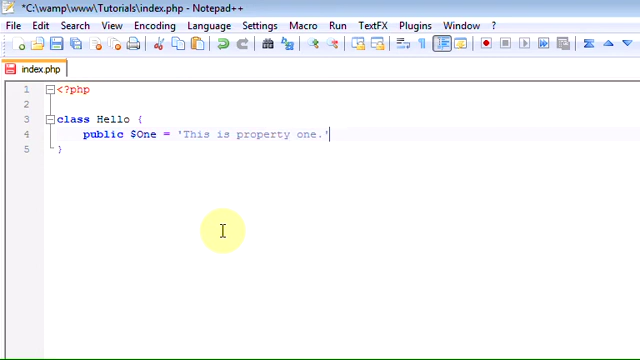 *C:\wamp\www\Tutorials\index.php - Notepad++
File Edit Search View Encoding Language Settings Macro Run TextFX Plugins Window ?
index.php
1 <?php
2
3 class Hello {
4 public $One = 'This is property one.'
5 }